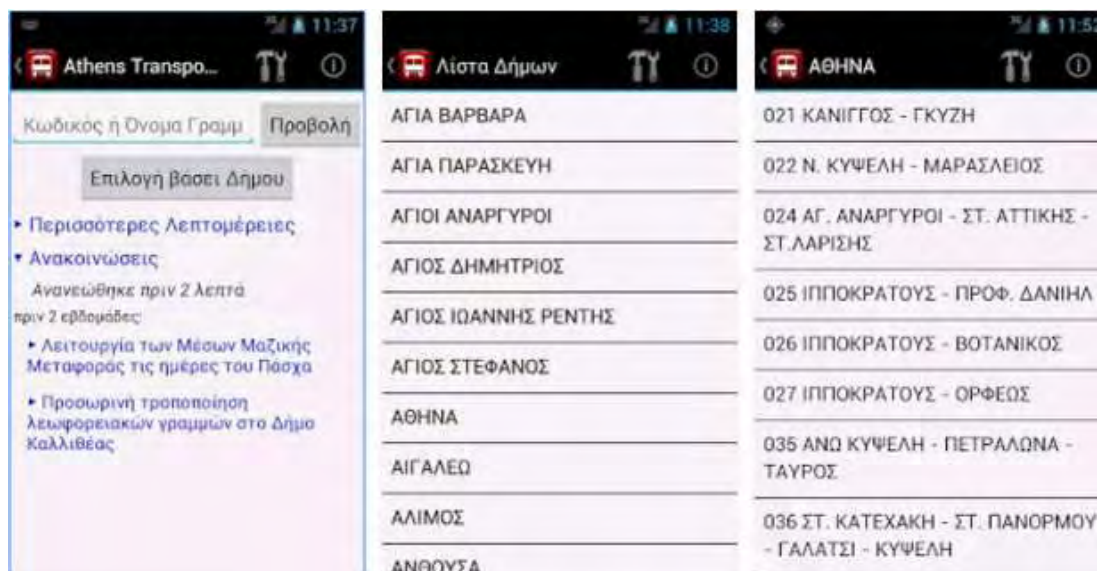 11:37
Athens Transpo...
Κωδικός ή Όνομα Γραμμ
Προβολή
Επιλογή βάσει Δήμου
Περισσότερες Λεπτομέρειες
Ανακοινώσεις
Ανανεώθηκε πριν 2 λεπτά
πριν 2 εβδομάδες:
Λειτουργία των Μέσων Μαζικής
Μεταφοράς τις ημέρες του Πάσχα
Προσωρινή τροποποίηση
λεωφορειακών γραμμών στο Δήμο
Καλλιθέας
11:38
Λίστα Δήμων
ΑΓΙΑ ΒΑΡΒΑΡΑ
ΑΓΙΑ ΠΑΡΑΣΚΕΥΗ
ΑΓΙΟΙ ΑΝΑΡΓΥΡΟΙ
ΑΓΙΟΣ ΔΗΜΗΤΡΙΟΣ
ΑΓΙΟΣ ΙΩΑΝΝΗΣ ΡΕΝΤΗΣ
ΑΓΙΟΣ ΣΤΕΦΑΝΟΣ
ΑΘΗΝΑ
ΑΙΓΑΛΕΩ
ΑΛΙΜΟΣ
ΑΝΘΟΥΣΑ
11:52
ΑΘΗΝΑ
021 ΚΑΝΙΓΓΟΣ - ΓΚΥΖΗ
022 Ν. ΚΥΨΕΛΗ - ΜΑΡΑΣΛΕΙΟΣ
024 ΑΓ. ΑΝΑΡΓΥΡΟΙ - ΣΤ. ΑΤΤΙΚΗΣ -
ΣΤ.ΛΑΡΙΣΗΣ
025 ΙΠΠΟΚΡΑΤΟΥΣ - ΠΡΟΦ. ΔΑΝΙΗΛ
026 ΙΠΠΟΚΡΑΤΟΥΣ - ΒΟΤΑΝΙΚΟΣ
027 ΙΠΠΟΚΡΑΤΟΥΣ - ΟΡΦΕΩΣ
035 ΑΝΩ ΚΥΨΕΛΗ - ΠΕΤΡΑΛΩΝΑ -
ΤΑΥΡΟΣ
036 ΣΤ. ΚΑΤΕΧΑΚΗ - ΣΤ. ΠΑΝΟΡΜΟΥ
- ΓΑΛΑΤΣΙ - ΚΥΨΕΛΗ